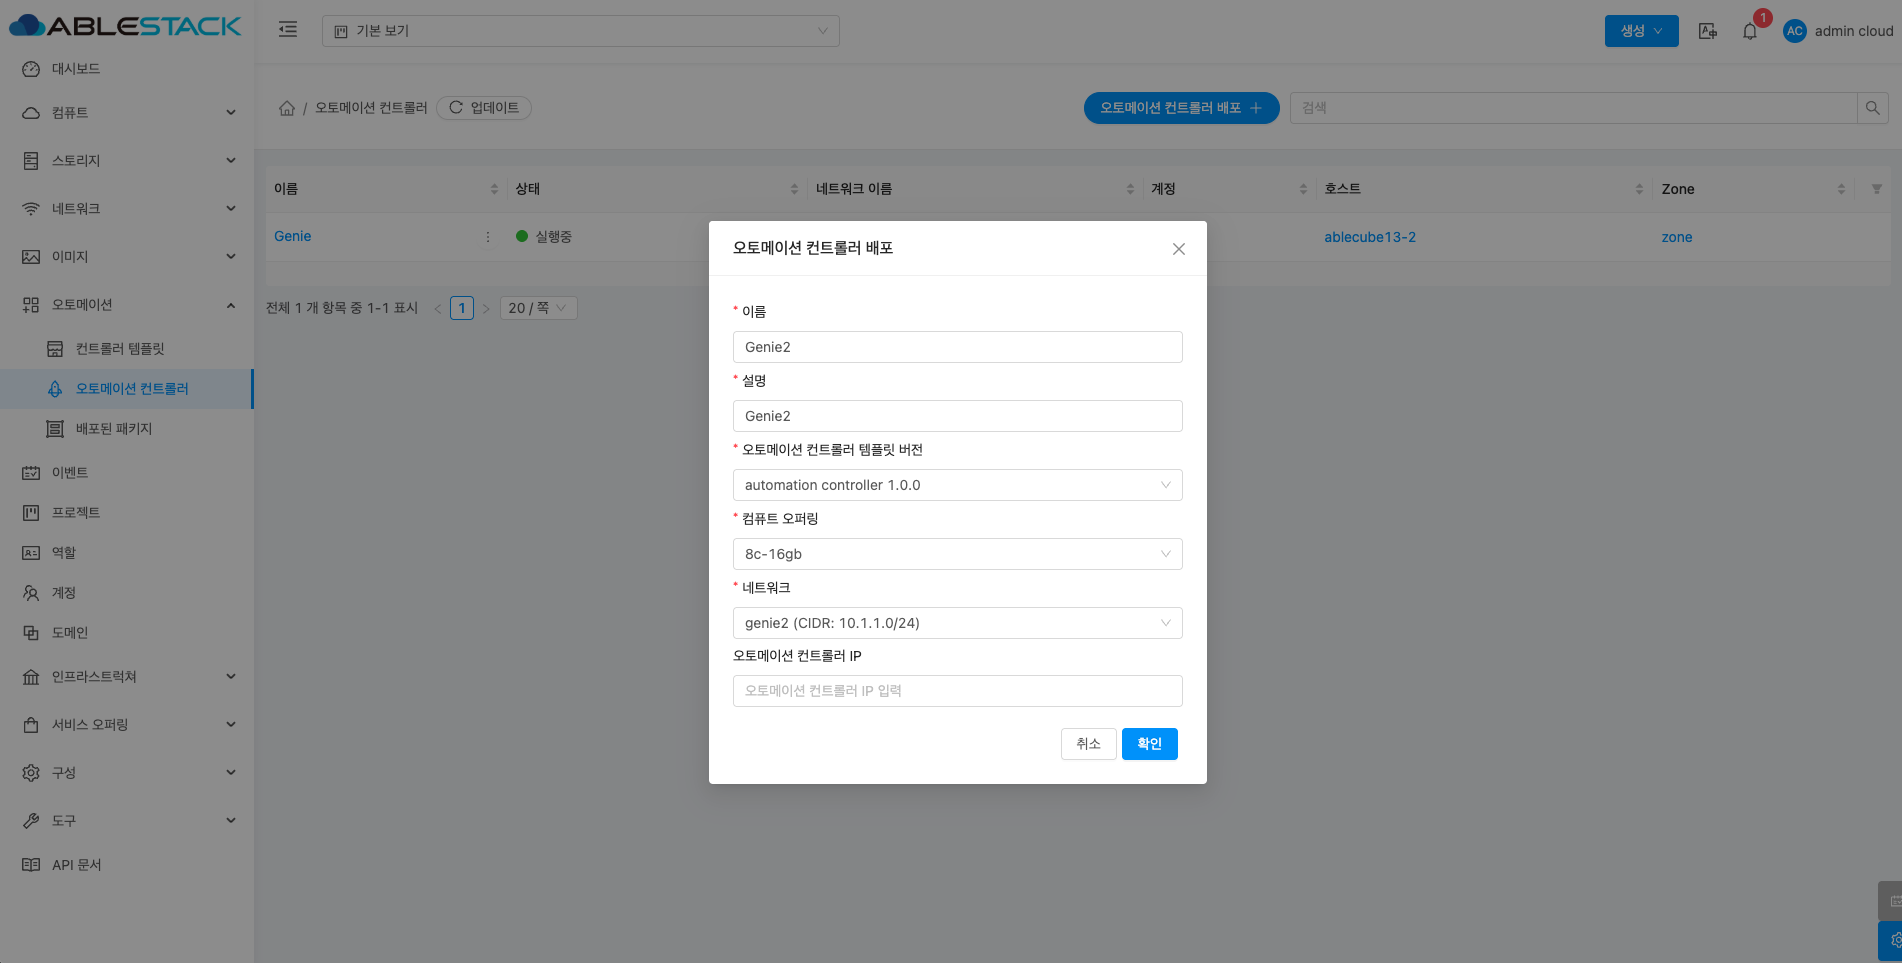 ABLESTACK
기본 보기
생성
1
AC
admin cloud
대시보드
컴퓨트
스토리지
네트워크
이미지
오토메이션
컨트롤러 템플릿
오토메이션 컨트롤러
배포된 패키지
이벤트
프로젝트
역할
계정
도메인
인프라스트럭쳐
서비스 오퍼링
구성
도구
API 문서
/ 오토메이션 컨트롤러
업데이트
오토메이션 컨트롤러 배포
검색
이름 상태 네트워크 이름 계정 호스트 Zone
Genie 실행중 ablecube13-2 zone
전체 1 개 항목 중 1-1 표시 < 1 > 20 / 쪽
오토메이션 컨트롤러 배포
* 이름
Genie2
* 설명
Genie2
* 오토메이션 컨트롤러 템플릿 버전
automation controller 1.0.0
* 컴퓨트 오퍼링
8c-16gb
* 네트워크
genie2 (CIDR: 10.1.1.0/24)
오토메이션 컨트롤러 IP
오토메이션 컨트롤러 IP 입력
취소 확인